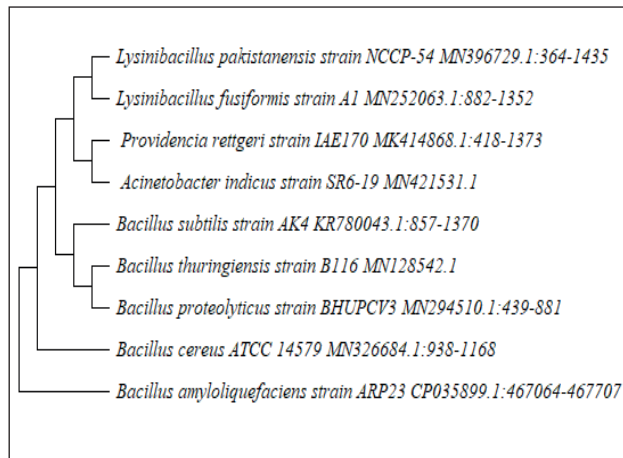 Lysinibacillus pakistanensis strain NCCP-54 MN396729.1:364-1435
Lysinibacillus fusiformis strain A1 MN252063.1:882-1352
Providencia rettgeri strain IAE170 MK414868.1:418-1373
Acinetobacter indicus strain SR6-19 MN421531.1
Bacillus subtilis strain AK4 KR780043.1:857-1370
Bacillus thuringiensis strain B116 MN128542.1
Bacillus proteolyticus strain BHUPCV3 MN294510.1:439-881
Bacillus cereus ATCC 14579 MN326684.1:938-1168
Bacillus amyloliquefaciens strain ARP23 CP035899.1:467064-467707